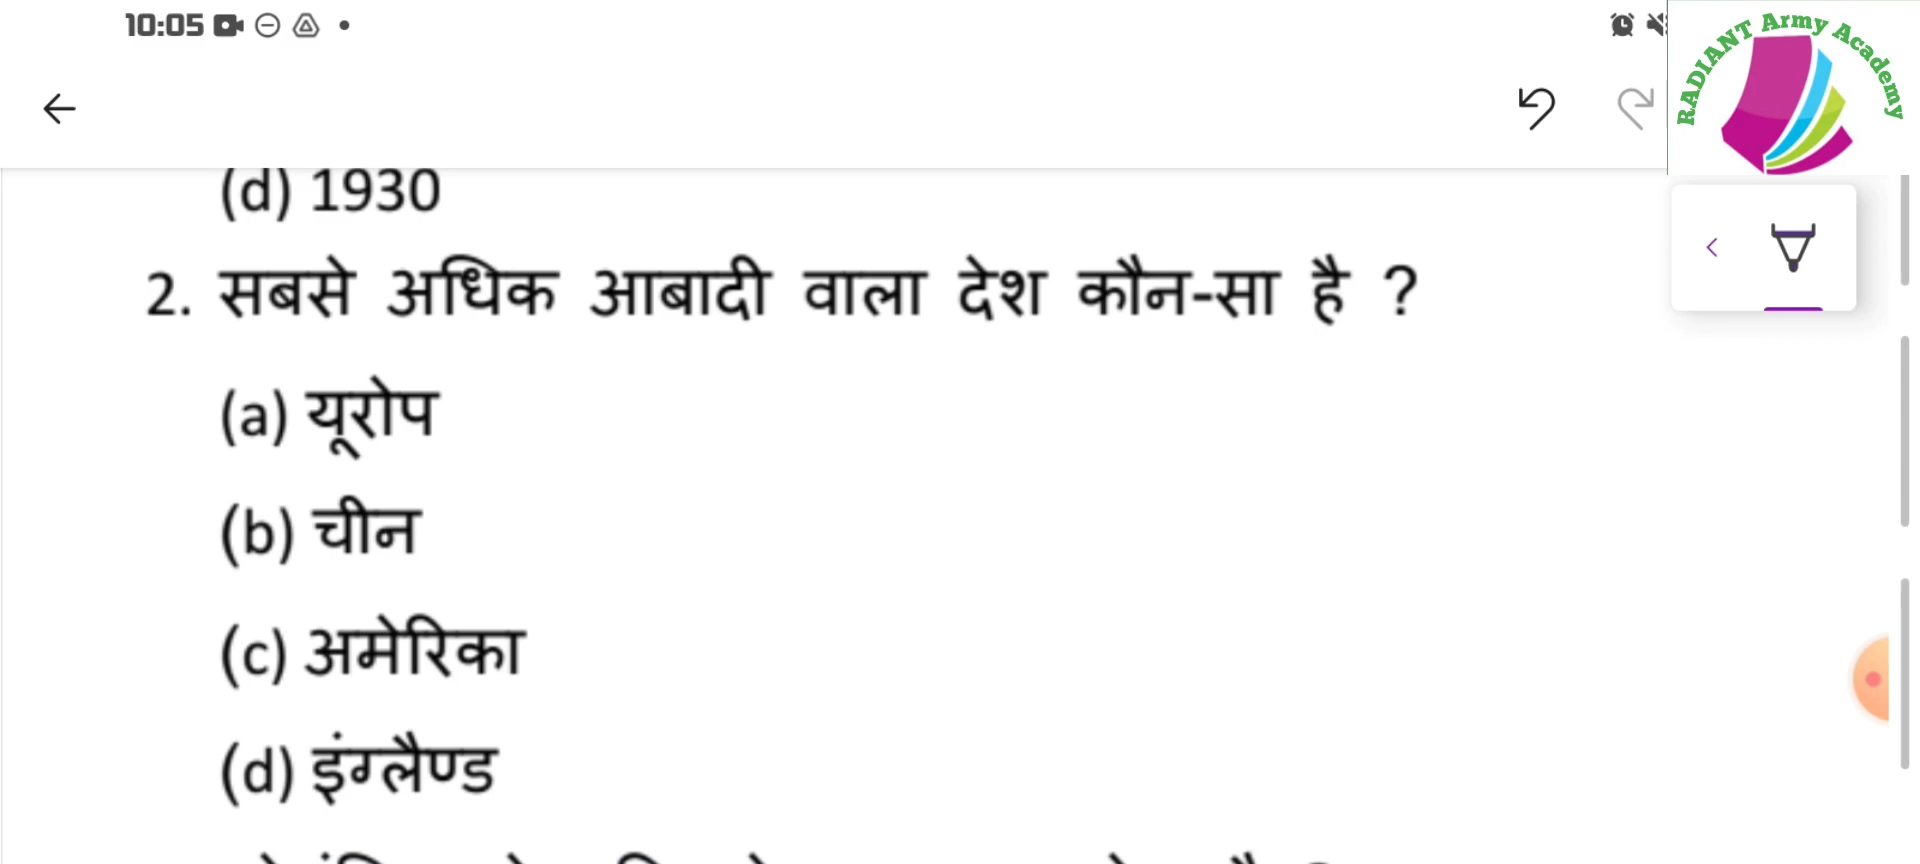 10:05
RADIANT Army Academy
(d) 1930
2. सबसे अधिक आबादी वाला देश कौन-सा है ?
(a) यूरोप
(b) चीन
(c) अमेरिका
(d) इंग्लैण्ड